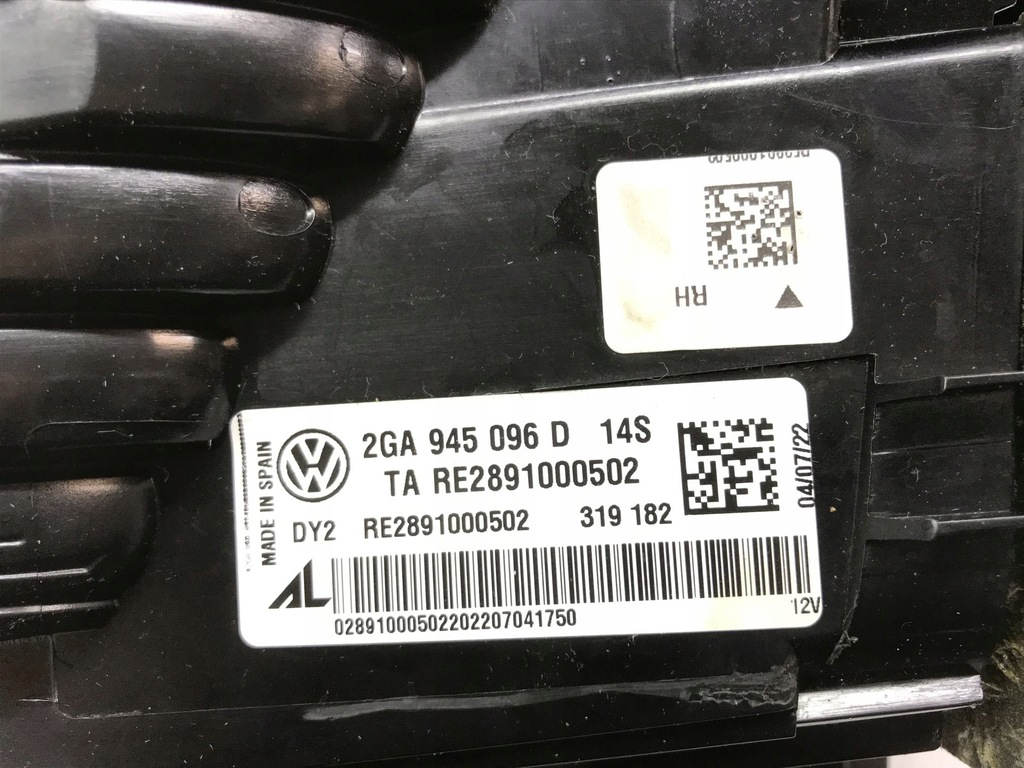 RH
2GA 945 096 D 14S
TA RE2891000502
DY2 RE2891000502 319 182
MADE IN SPAIN
04/07/22
AL
02891000502202207041750
12V